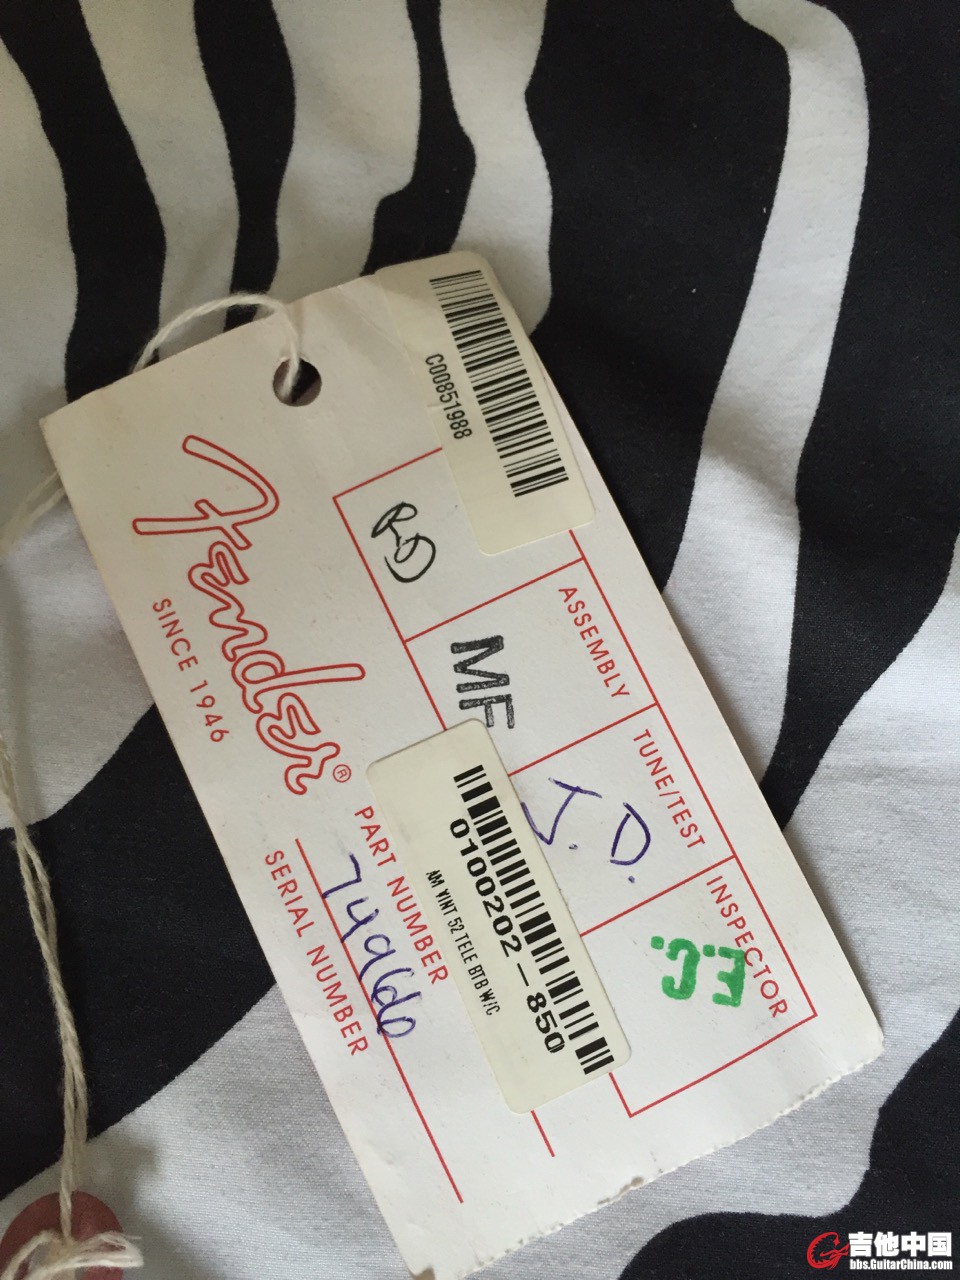 C00851988
Fender®
SINCE 1946
ASSEMBLY
TUNE/TEST
INSPECTOR
MF
J.D.
F.C.
PART NUMBER
0100202-850
AM VINT 52 TELE BTB W/C
SERIAL NUMBER
吉他中国
bbs.GuitarChina.com